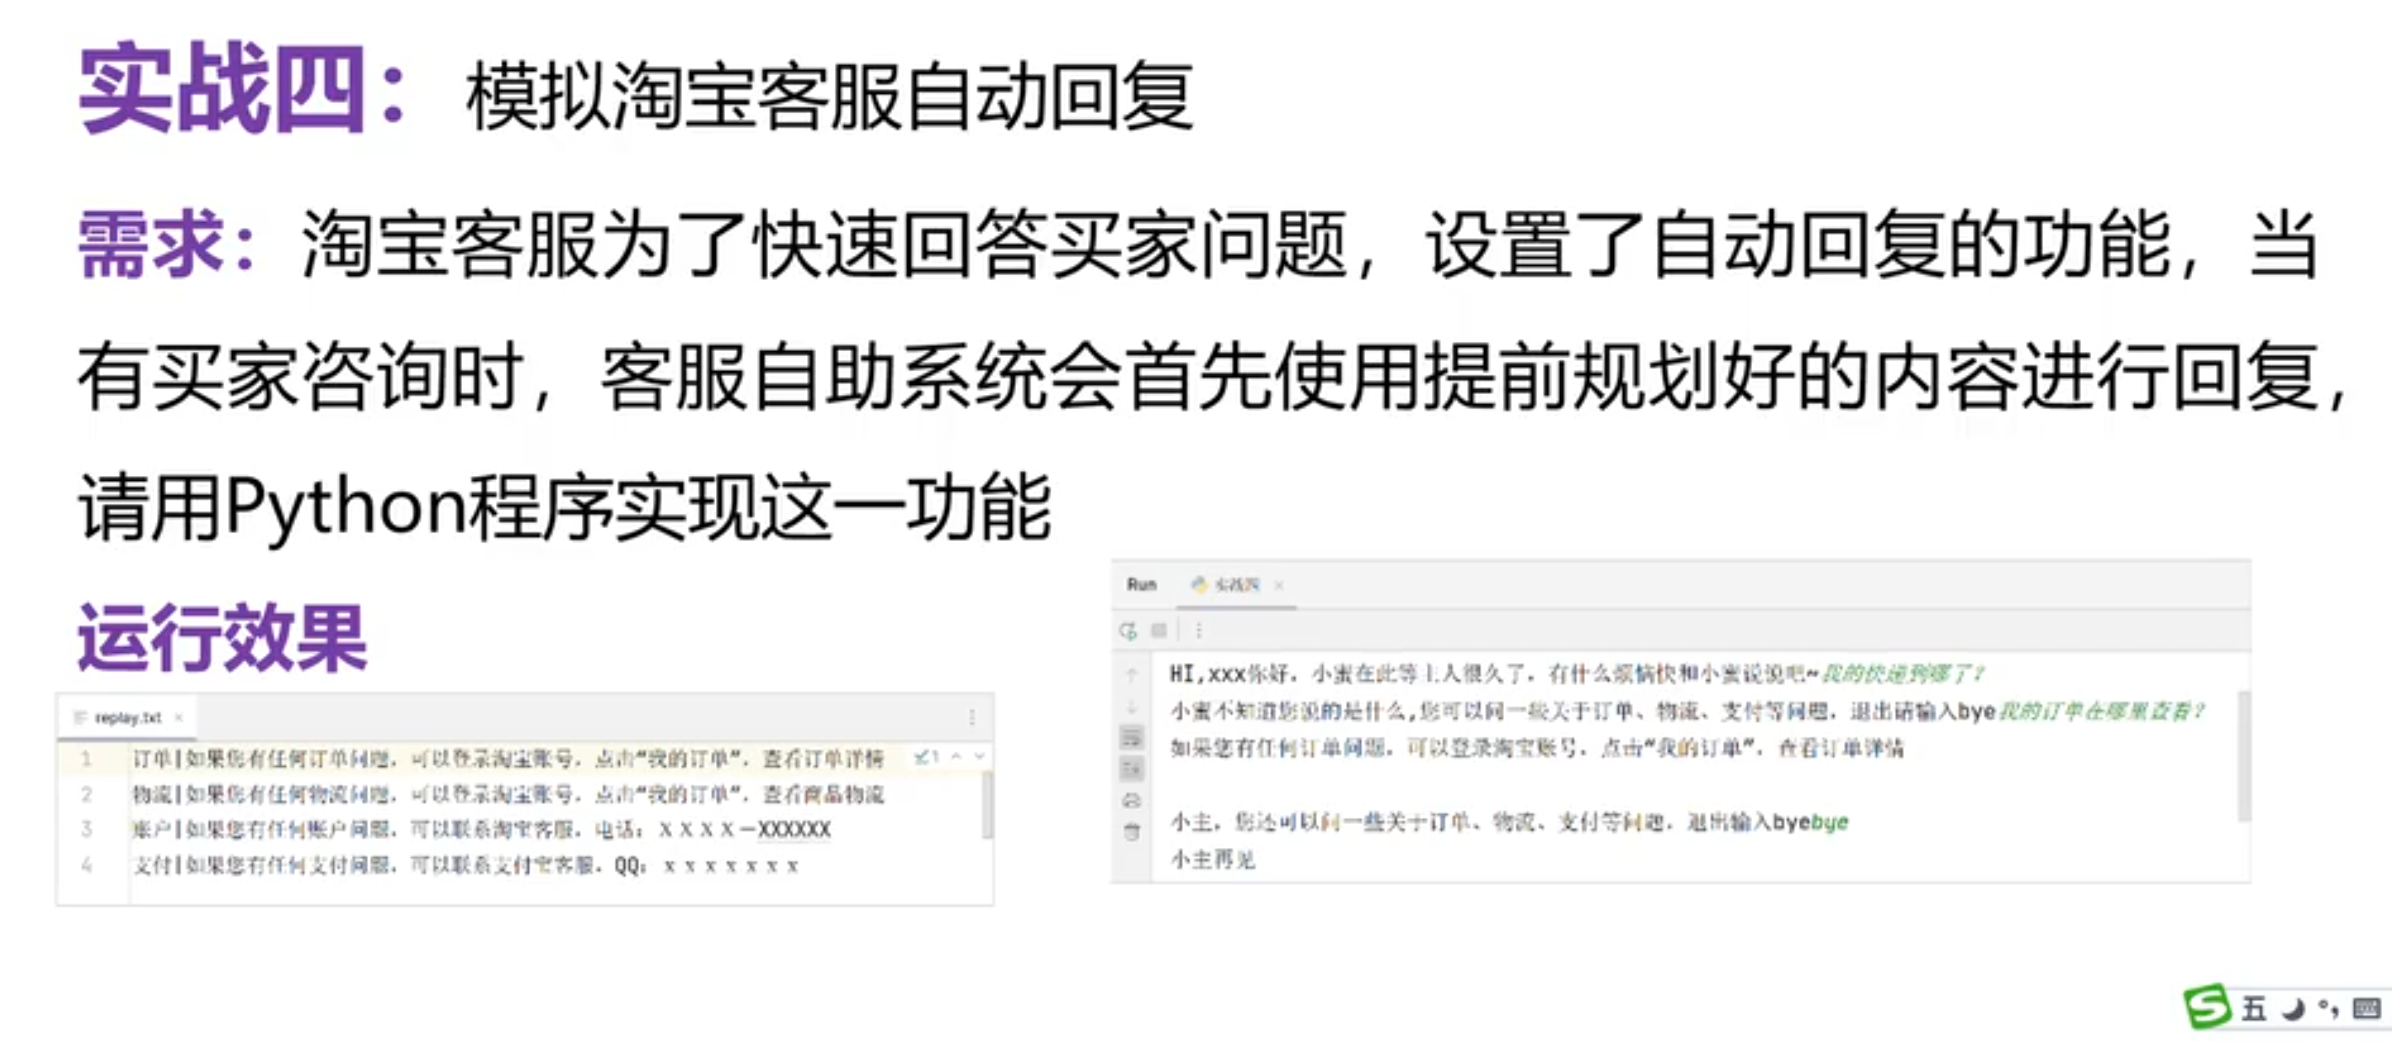 实战四：模拟淘宝客服自动回复
需求：淘宝客服为了快速回答买家问题，设置了自动回复的功能，当
有买家咨询时，客服自助系统会首先使用提前规划好的内容进行回复，
请用Python程序实现这一功能
运行效果
replay.txt
1 订单|如果您有任何订单问题，可以登录淘宝账号，点击“我的订单”，查看订单详情
2 物流|如果您有任何物流问题，可以登录淘宝账号，点击“我的订单”，查看商品物流
3 账户|如果您有任何账户问题，可以联系淘宝客服，电话：ＸＸＸＸ—XXXXXX
4 支付|如果您有任何支付问题，可以联系支付宝客服，QQ：ｘｘｘｘｘｘｘ
1
Run 实战四
HI,xxx你好，小蜜在此等主人很久了，有什么烦恼快和小蜜说说吧~我的快递到哪了？
小蜜不知道您说的是什么,您可以问一些关于订单、物流、支付等问题，退出请输入bye我的订单在哪里查看？
如果您有任何订单问题，可以登录淘宝账号，点击“我的订单”，查看订单详情
小主，您还可以问一些关于订单、物流、支付等问题，退出输入byebye
小主再见
S 五